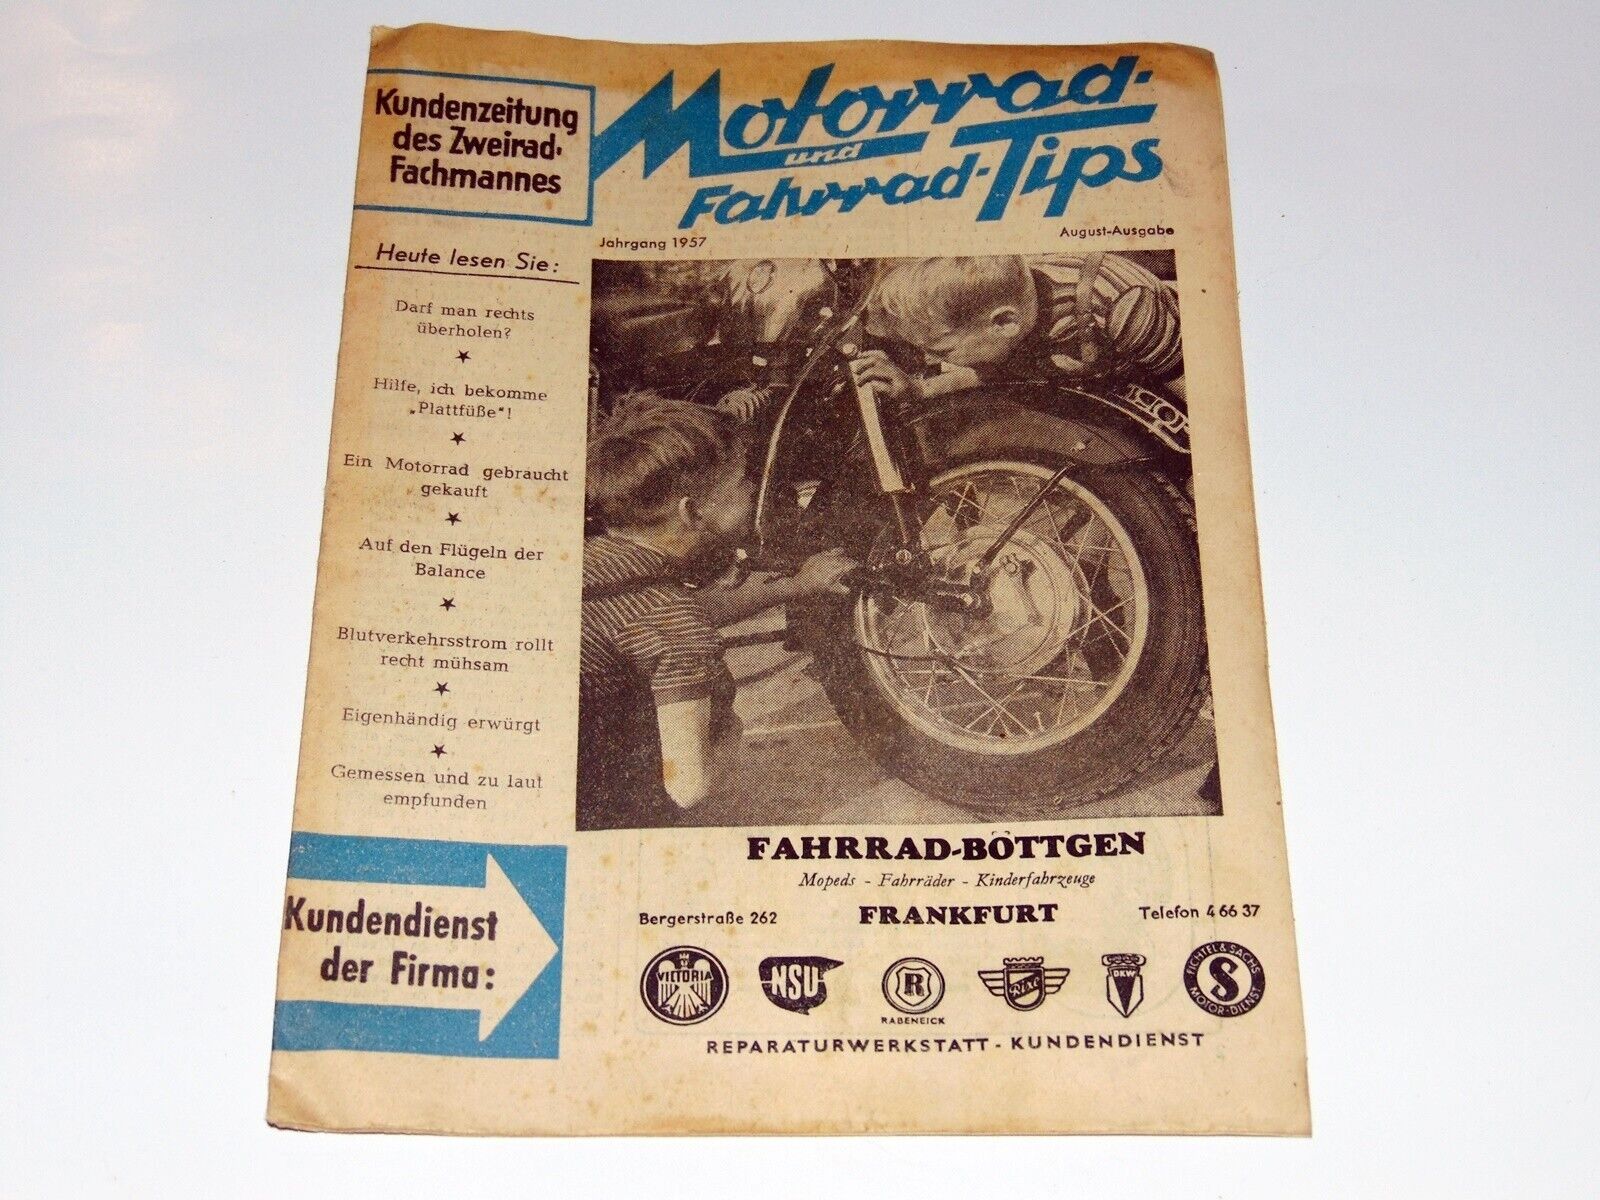 Kundenzeitung
des Zweirad-
Fachmannes
Motorrad-
und
Fahrrad-Tips
Jahrgang 1957
August-Ausgabe
Heute lesen Sie:
Darf man rechts
überholen?
Hilfe, ich bekomme
„Plattfüße"!
Ein Motorrad gebraucht
gekauft
Auf den Flügeln der
Balance
Blutverkehrsstrom rollt
recht mühsam
Eigenhändig erwürgt
Gemessen und zu laut
empfunden
Kundendienst
der Firma:
FAHRRAD-BÖTTGEN
Mopeds - Fahrräder - Kinderfahrzeuge
Bergerstraße 262
FRANKFURT
Telefon 4 66 37
VICTORIA
NSU
R
RABENEICK
Rixe
DKW
FICHTEL & SACHS
S
MOTOR-DIENST
REPARATURWERKSTATT - KUNDENDIENST